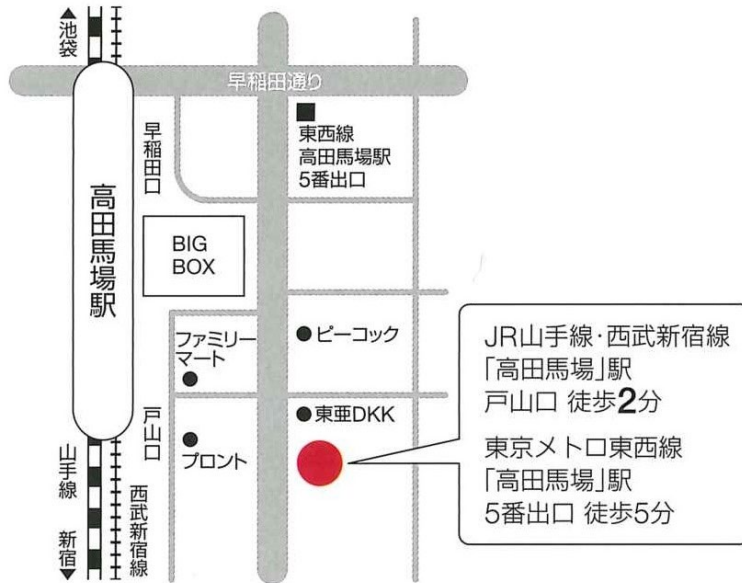 ▲池袋
早稲田通り
早稲田口
■
東西線
高田馬場駅
5番出口
高田馬場駅
BIG
BOX
ファミリー
マート
●
●ピーコック
戸山口
●
プロント
●東亜DKK
山手線
西武新宿線
新宿▼
JR山手線・西武新宿線
「高田馬場」駅
戸山口 徒歩2分
東京メトロ東西線
「高田馬場」駅
5番出口 徒歩5分